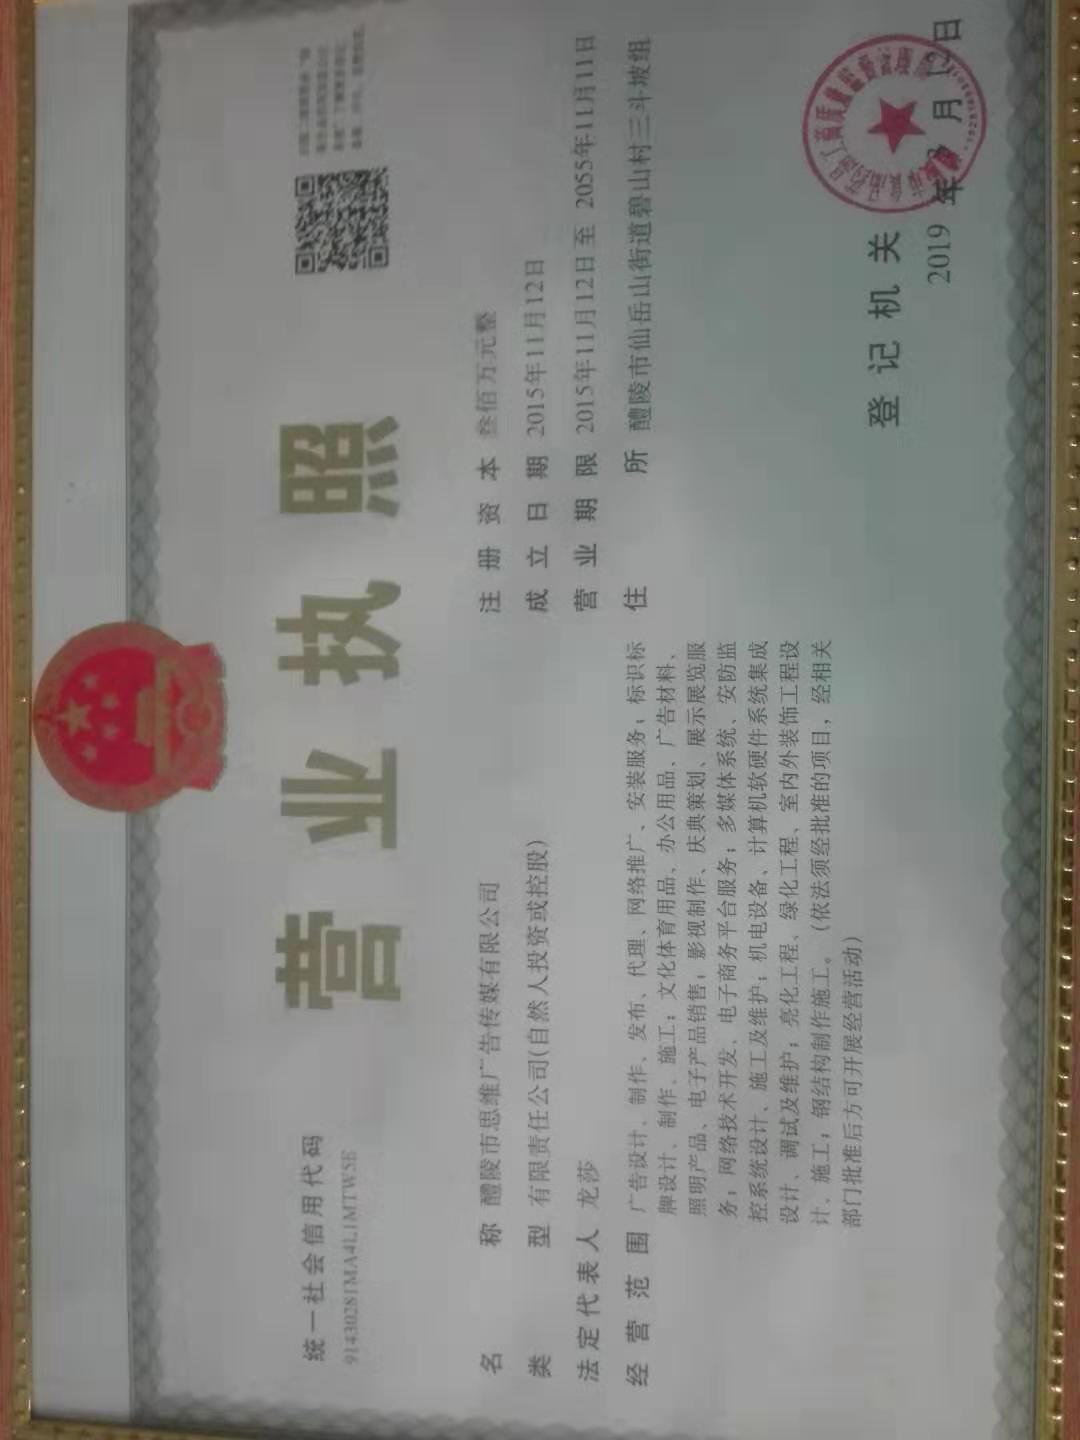 营业执照
统一社会信用代码
91430281MA4L1MTW5E
名称 醴陵市思维广告传媒有限公司
类型 有限责任公司(自然人投资或控股)
法定代表人 龙莎
经营范围 广告设计、制作、发布、代理、网络推广、安装服务；标识标
牌设计、制作、施工；文化体育用品、办公用品、广告材料、
照明产品、电子产品销售；影视制作、庆典策划、展示展览服
务；网络技术开发、电子商务平台服务；多媒体系统、安防监
控系统设计、施工及维护；机电设备、计算机软硬件系统集成
设计、调试及维护；亮化工程、绿化工程、室内外装饰工程设
计、施工；钢结构制作施工。（依法须经批准的项目，经相关
部门批准后方可开展经营活动）
注册资本 叁佰万元整
成立日期 2015年11月12日
营业期限 2015年11月12日 至 2055年11月11日
住所 醴陵市仙岳山街道碧山村三斗坡组
登记机关
2019 年 月 日